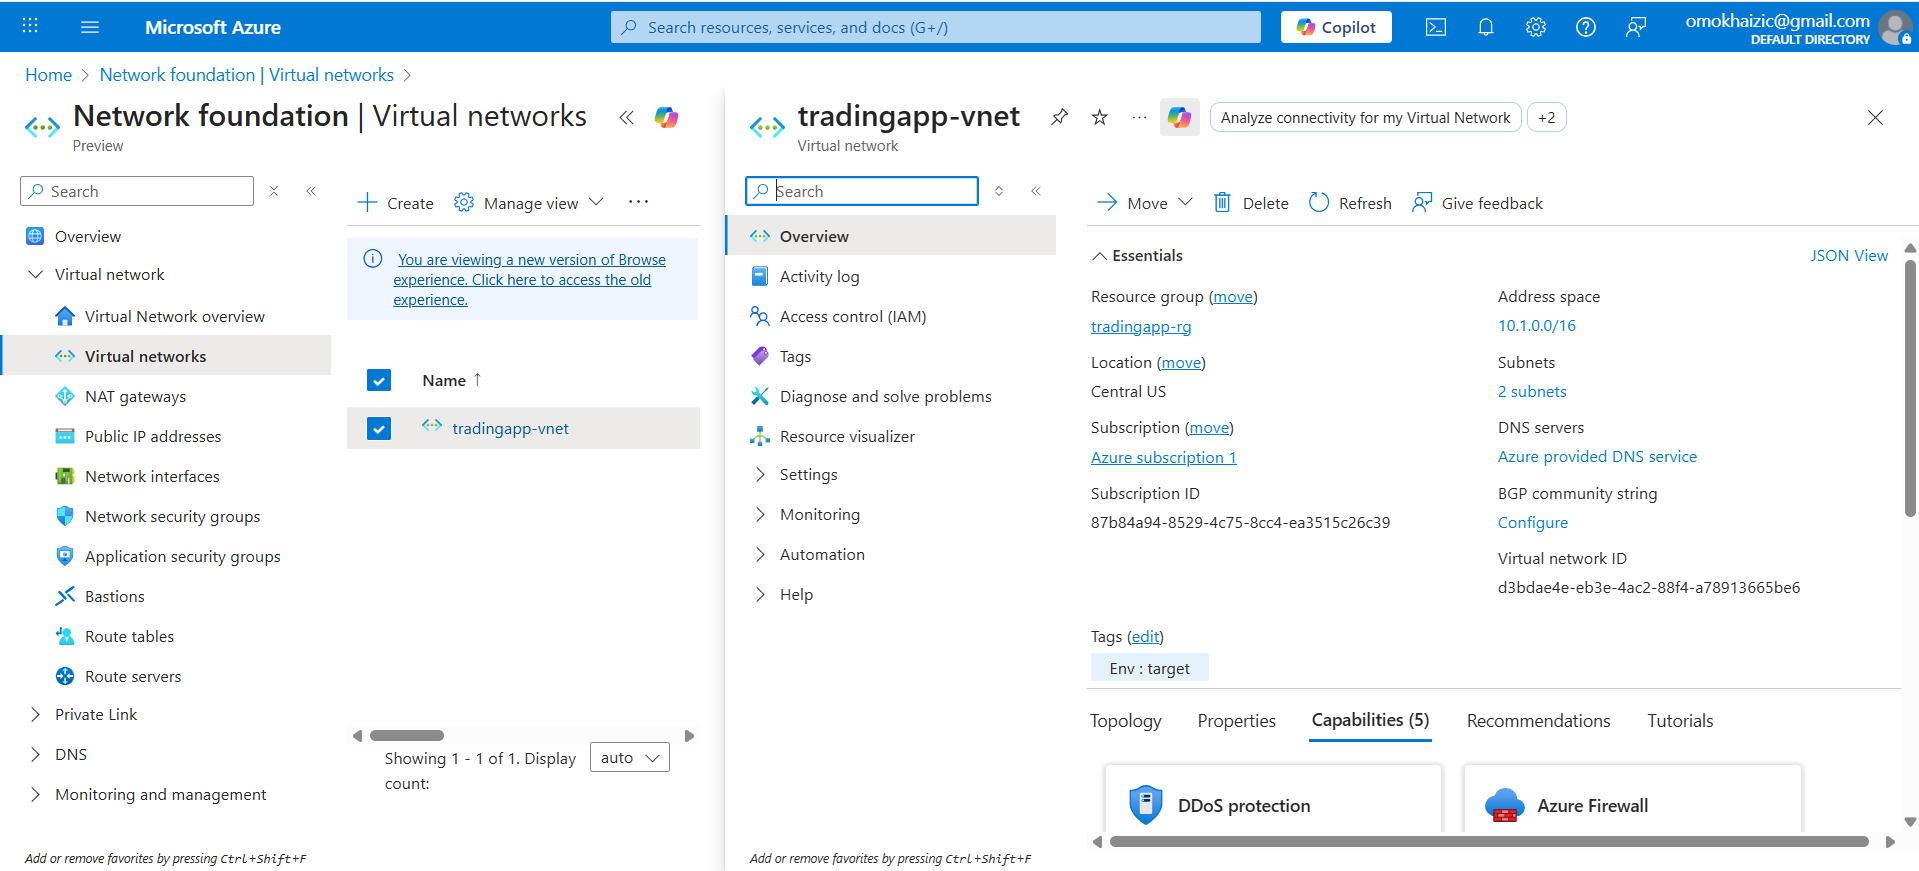 Microsoft Azure
Search resources, services, and docs (G+/)
Copilot
omokhaizic@gmail.com
DEFAULT DIRECTORY
Home > Network foundation | Virtual networks >
Network foundation | Virtual networks
Preview
Search
Overview
Virtual network
Virtual Network overview
Virtual networks
NAT gateways
Public IP addresses
Network interfaces
Network security groups
Application security groups
Bastions
Route tables
Route servers
Private Link
DNS
Monitoring and management
Add or remove favorites by pressing Ctrl+Shift+F
Create
Manage view
You are viewing a new version of Browse
experience. Click here to access the old
experience.
Name ↑
tradingapp-vnet
Showing 1 - 1 of 1. Display
count:
auto
tradingapp-vnet
Virtual network
Analyze connectivity for my Virtual Network
+2
Search
Overview
Activity log
Access control (IAM)
Tags
Diagnose and solve problems
Resource visualizer
Settings
Monitoring
Automation
Help
Add or remove favorites by pressing Ctrl+Shift+F
Move
Delete
Refresh
Give feedback
Essentials
JSON View
Resource group (move)
tradingapp-rg
Location (move)
Central US
Subscription (move)
Azure subscription 1
Subscription ID
87b84a94-8529-4c75-8cc4-ea3515c26c39
Address space
10.1.0.0/16
Subnets
2 subnets
DNS servers
Azure provided DNS service
BGP community string
Configure
Virtual network ID
d3bdae4e-eb3e-4ac2-88f4-a78913665be6
Tags (edit)
Env : target
Topology
Properties
Capabilities (5)
Recommendations
Tutorials
DDoS protection
Azure Firewall